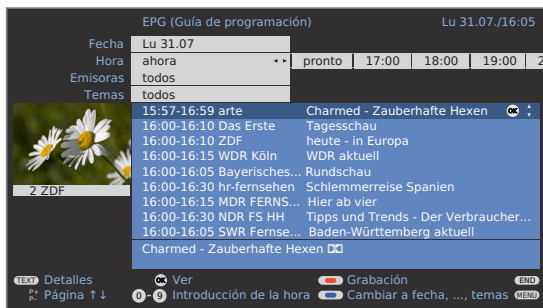 EPG (Guía de programación) Lu 31.07./16:05
Fecha Lu 31.07
Hora ahora pronto 17:00 18:00 19:00 2
Emisoras todos
Temas todos
15:57-16:59 arte Charmed - Zauberhafte Hexen OK
16:00-16:10 Das Erste Tagesschau
16:00-16:10 ZDF heute - in Europa
16:00-16:15 WDR Köln WDR aktuell
16:00-16:05 Bayerisches... Rundschau
16:00-16:30 hr-fernsehen Schlemmerreise Spanien
16:00-16:15 MDR FERNS... Hier ab vier
16:00-16:30 NDR FS HH Tipps und Trends - Der Verbraucher...
16:00-16:05 SWR Fernse... Baden-Württemberg aktuell
2 ZDF
Charmed - Zauberhafte Hexen
TEXT Detalles OK Ver Grabación END
P+ P- Página ↑↓ 0-9 Introducción de la hora Cambiar a fecha, ..., temas MENU